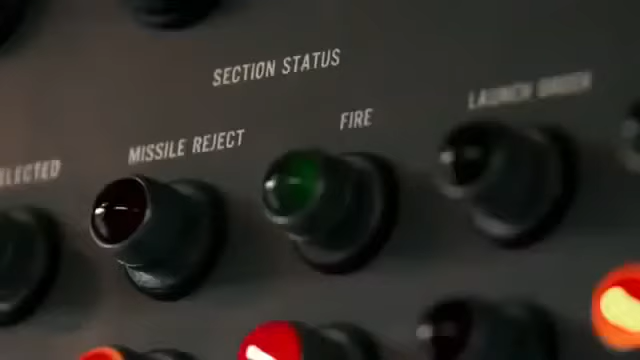 SECTION STATUS
MISSILE REJECT
FIRE
LAUNCH ORDER